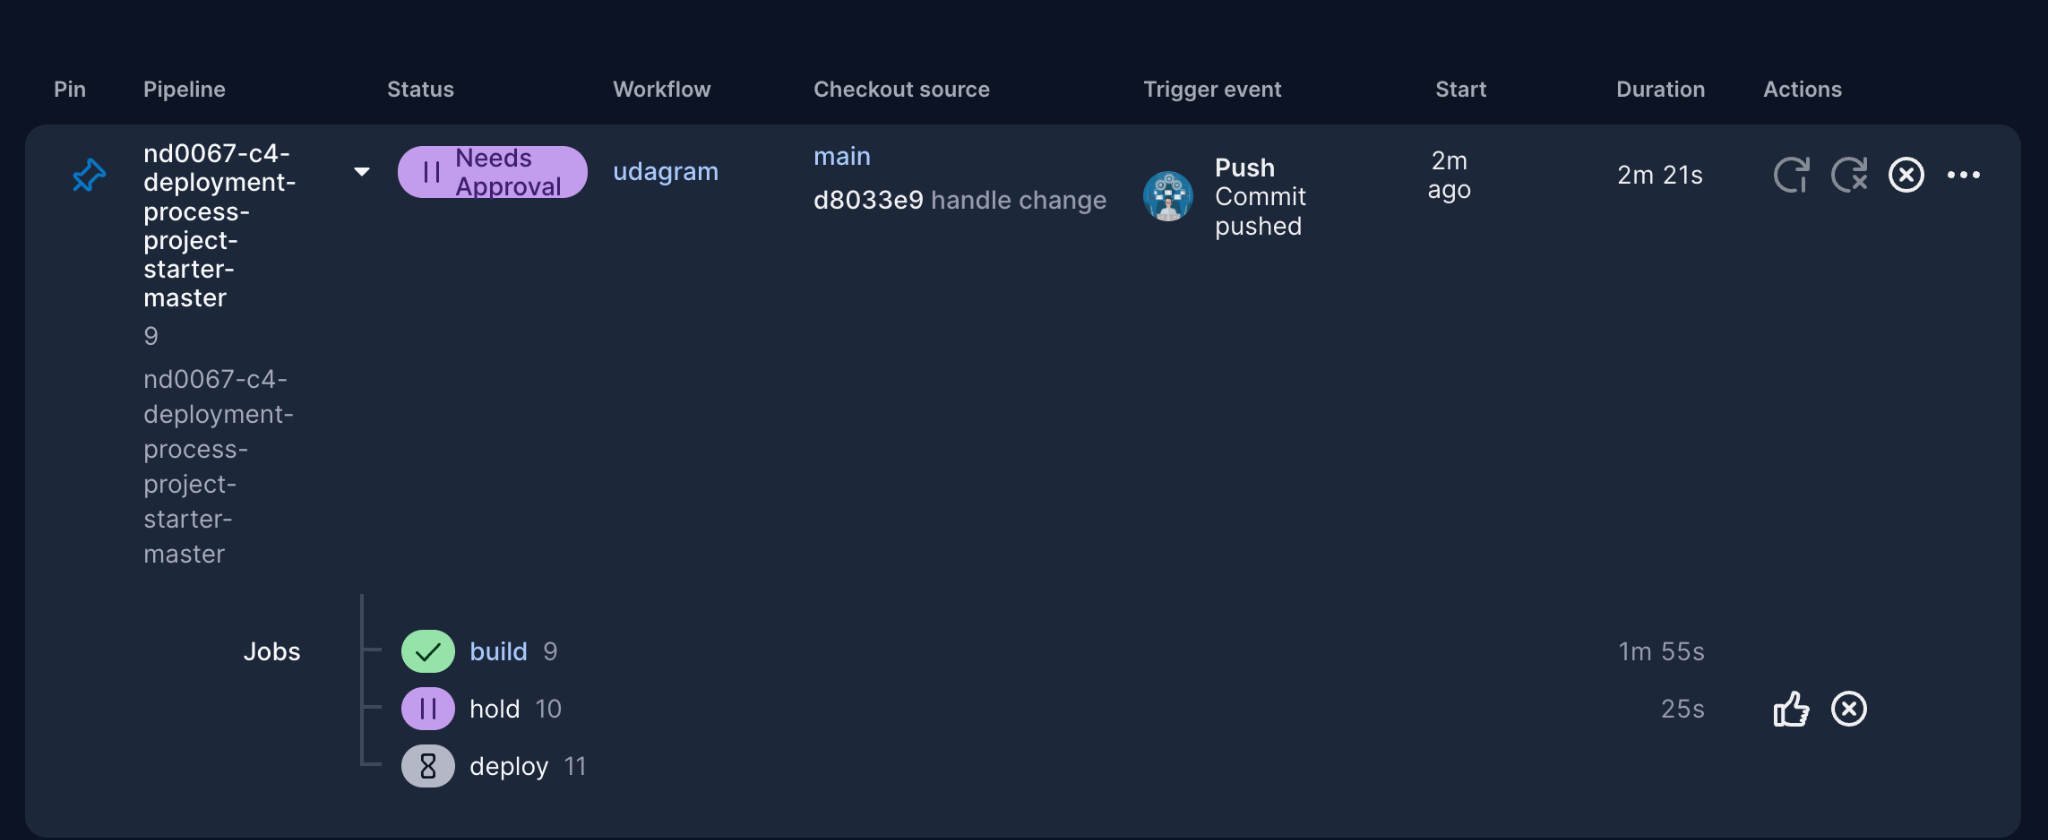 Pin Pipeline Status Workflow Checkout source Trigger event Start Duration Actions
nd0067-c4-
deployment-
process-
project-
starter-
master
9
nd0067-c4-
deployment-
process-
project-
starter-
master
Needs
Approval
udagram
main
d8033e9 handle change
Push
Commit
pushed
2m
ago
2m 21s
Jobs
build 9 1m 55s
hold 10 25s
deploy 11